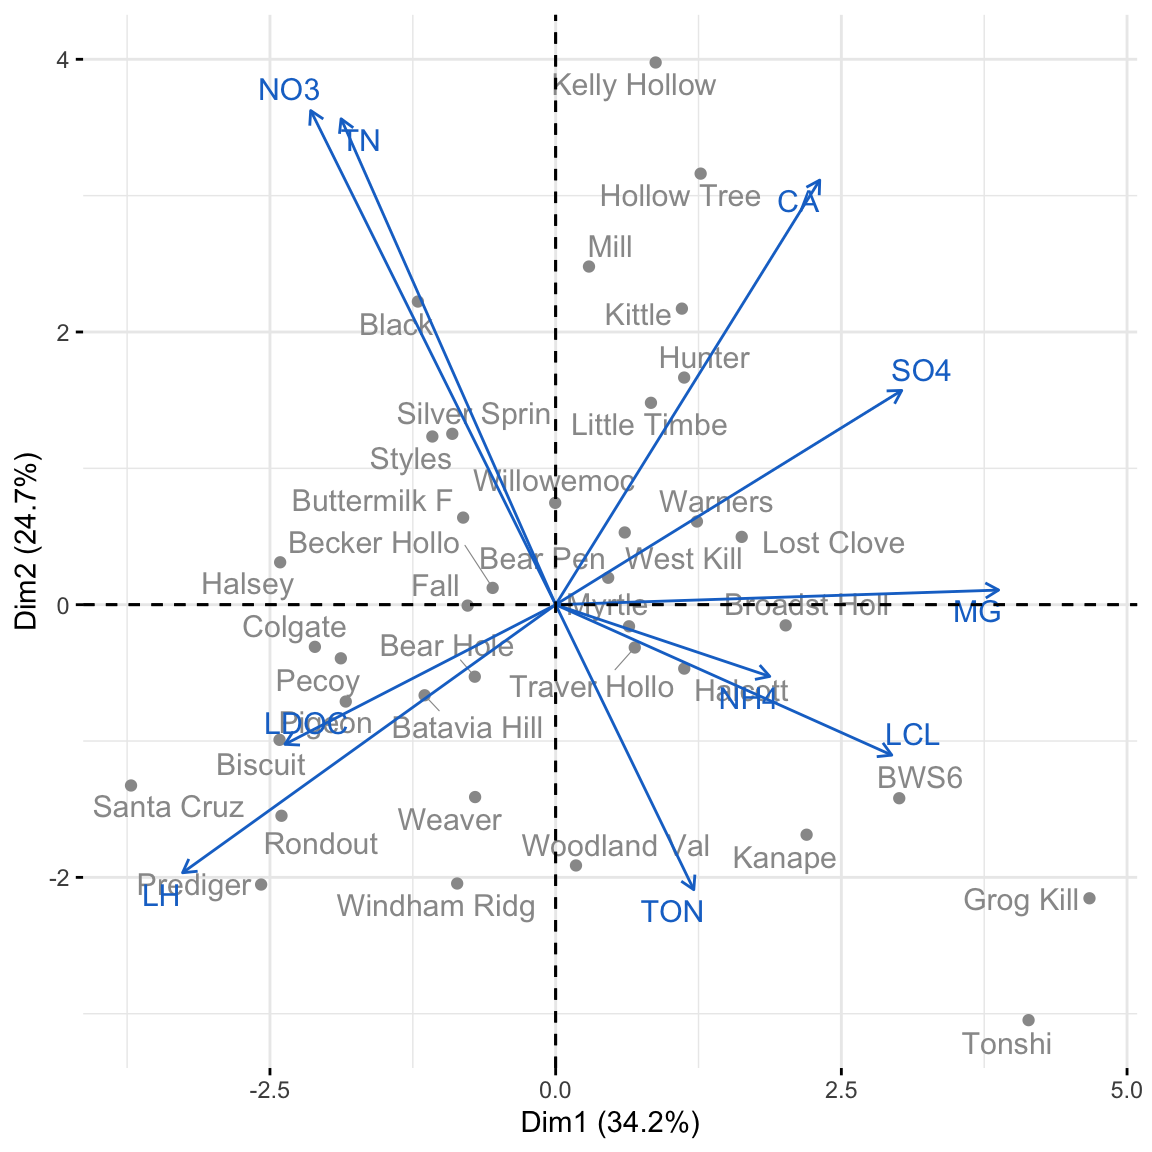 4
NO3
Kelly Hollow
TN
Hollow Tree
CA
Mill
Kittle
Black
2
Hunter
SO4
Silver Sprin
Little Timbe
Styles
Willowemoc
Buttermilk F
Warners
Becker Hollo
Bear Pen
West Kill
Lost Clove
Halsey
Fall
0
Myrtle
Broadst Holl
MG
Colgate
Bear Hole
Pecoy
Traver Hollo
Halcott
NH4
LDOC
Pigeon
Batavia Hill
LCL
Biscuit
BWS6
Santa Cruz
Weaver
Rondout
Woodland Val
Kanape
-2
Prediger
LH
Windham Ridg
TON
Grog Kill
Tonshi
-2.5
0.0
2.5
5.0
Dim1 (34.2%)
Dim2 (24.7%)